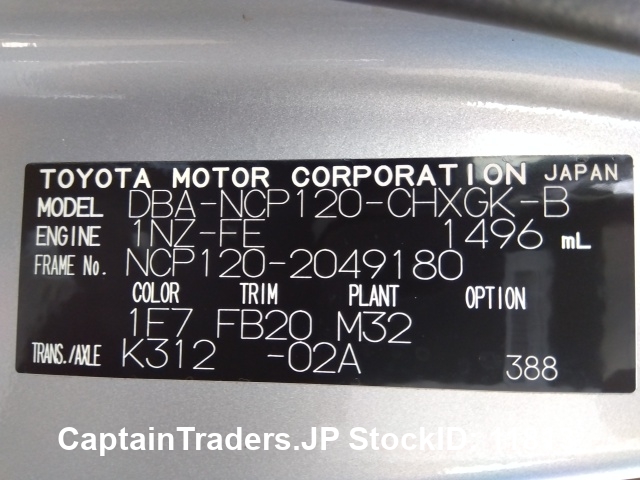 TOYOTA MOTOR CORPORATION JAPAN
MODEL DBA-NCP120-CHXGK-B
ENGINE 1NZ-FE 1496 mL
FRAME No. NCP120-2049180
COLOR TRIM PLANT OPTION
1F7 FB20 M32
TRANS./AXLE K312 -02A 388
CaptainTraders.JP StockID